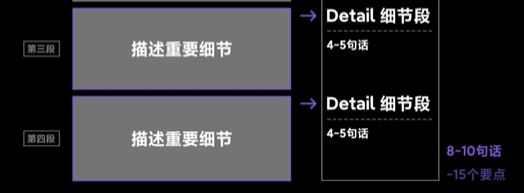 第三段
描述重要细节
Detail 细节段
4~5句话
第四段
描述重要细节
Detail 细节段
4~5句话
8~10句话
~15个要点